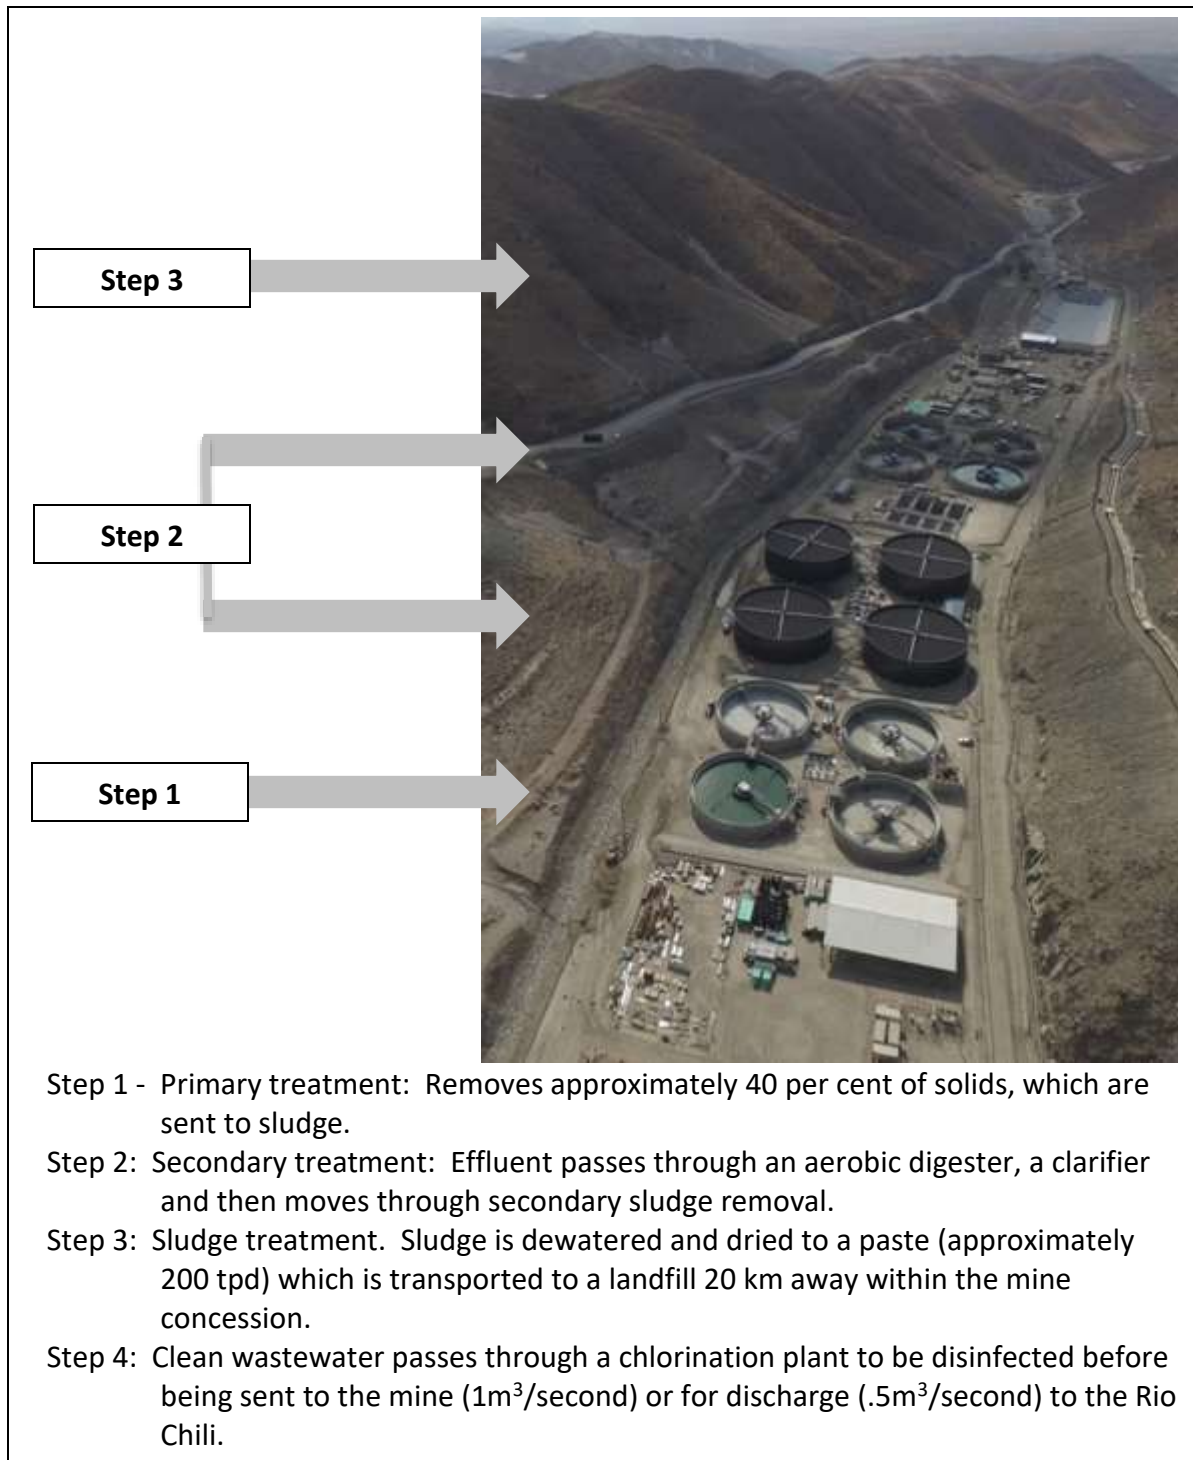 Step 3
Step 2
Step 1
Step 1 - Primary treatment: Removes approximately 40 per cent of solids, which are
sent to sludge.
Step 2: Secondary treatment: Effluent passes through an aerobic digester, a clarifier
and then moves through secondary sludge removal.
Step 3: Sludge treatment. Sludge is dewatered and dried to a paste (approximately
200 tpd) which is transported to a landfill 20 km away within the mine
concession.
Step 4: Clean wastewater passes through a chlorination plant to be disinfected before
being sent to the mine (1m³/second) or for discharge (.5m³/second) to the Rio
Chili.